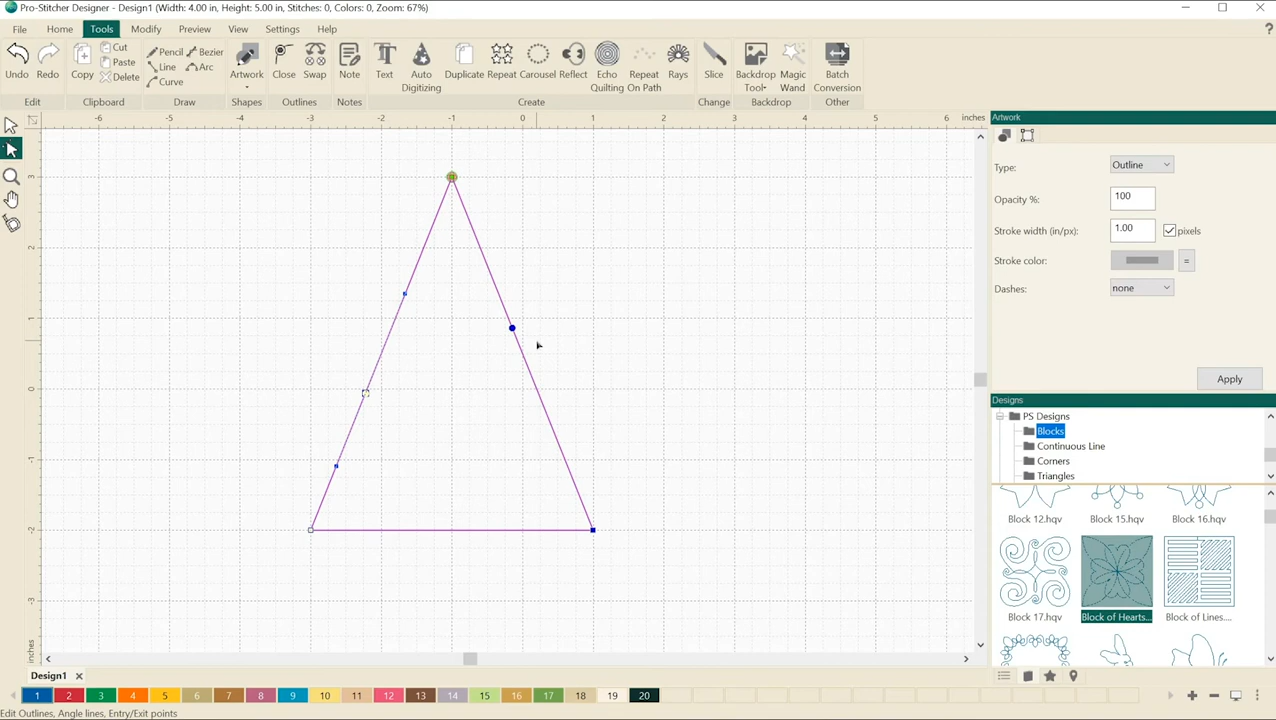 Pro-Stitcher Designer - Design1 (Width: 4.00 in, Height: 5.00 in, Stitches: 0, Colors: 0, Zoom: 67%)
File Home Tools Modify Preview View Settings Help
Undo Redo Copy Cut Paste Delete Pencil Line Curve Bezier Arc Artwork Close Swap Note Text Auto Digitizing Duplicate Repeat Carousel Reflect Echo Quilting Repeat On Path Rays Slice Backdrop Tool Magic Wand Batch Conversion
Edit Clipboard Draw Shapes Outlines Notes Create Change Backdrop Other
-6 -5 -4 -3 -2 -1 0 1 2 3 4 5 6 inches
3
2
1
0
-1
-2
-3
inches
Artwork
Type: Outline
Opacity %: 100
Stroke width (in/px): 1.00 pixels
Stroke color: =
Dashes: none
Apply
Designs
PS Designs
Blocks
Continuous Line
Corners
Triangles
Block 12.hqv Block 15.hqv Block 16.hqv
Block 17.hqv Block of Hearts... Block of Lines....
Design1
1 2 3 4 5 6 7 8 9 10 11 12 13 14 15 16 17 18 19 20
Edit Outlines, Angle lines, Entry/Exit points